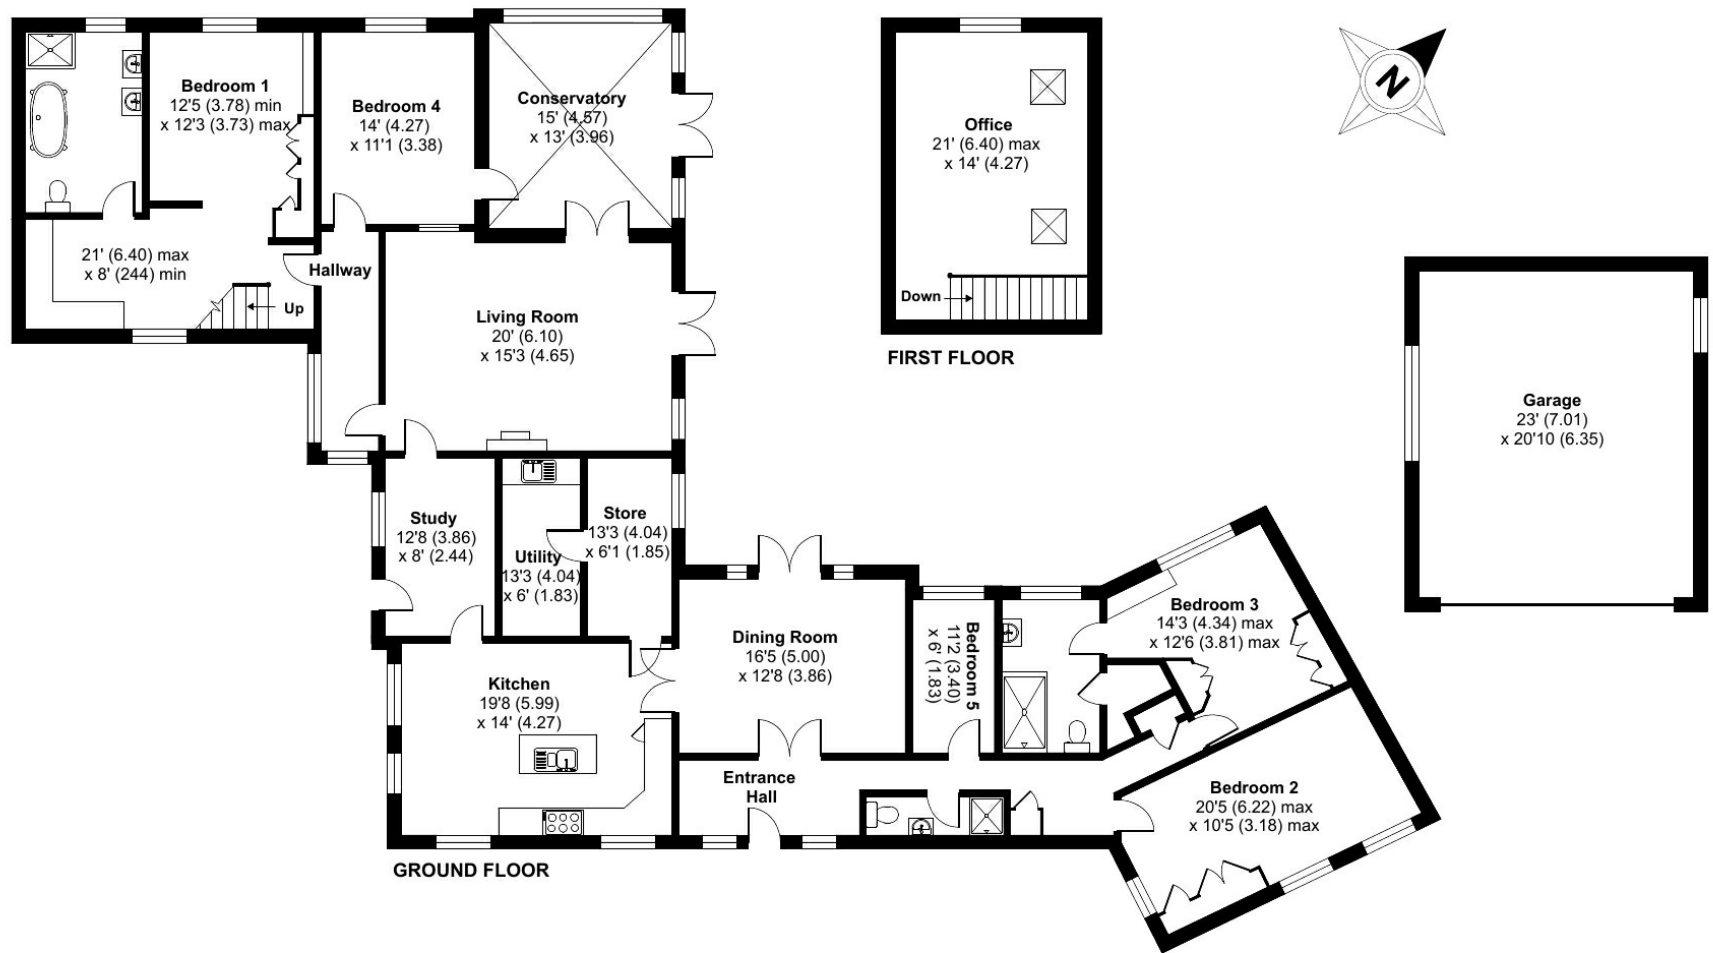 Bedroom 1
12'5 (3.78) min
x 12'3 (3.73) max
21' (6.40) max
x 8' (244) min
Up
Hallway
Bedroom 4
14' (4.27)
x 11'1 (3.38)
Conservatory
15' (4.57)
x 13' (3.96)
Living Room
20' (6.10)
x 15'3 (4.65)
Office
21' (6.40) max
x 14' (4.27)
Down
FIRST FLOOR
N
Garage
23' (7.01)
x 20'10 (6.35)
Study
12'8 (3.86)
x 8' (2.44)
Utility
13'3 (4.04)
x 6' (1.83)
Store
13'3 (4.04)
x 6'1 (1.85)
Kitchen
19'8 (5.99)
x 14' (4.27)
Dining Room
16'5 (5.00)
x 12'8 (3.86)
Bedroom 5
11'2 (3.40)
x 6' (1.83)
Bedroom 3
14'3 (4.34) max
x 12'6 (3.81) max
Entrance
Hall
Bedroom 2
20'5 (6.22) max
x 10'5 (3.18) max
GROUND FLOOR